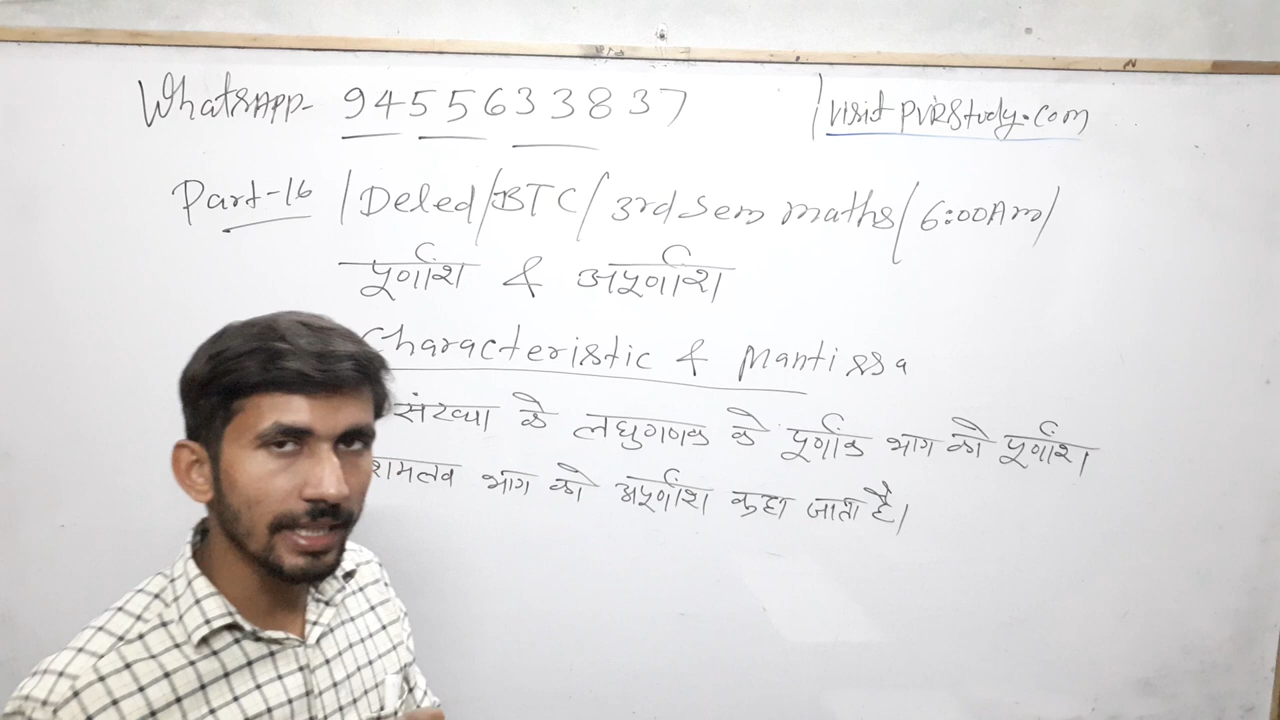 WhatsAPP- 9455633837 | visit PVRStudy.com
Part-16 | Deled/BTC/ 3rd Sem maths/ 6:00Am/
पूर्णांश & अपूर्णांश
Characteristic & Mantissa
संख्या के लघुगणक के पूर्णांक भाग को पूर्णांश
भाग को अपूर्णांश कहा जाता है।